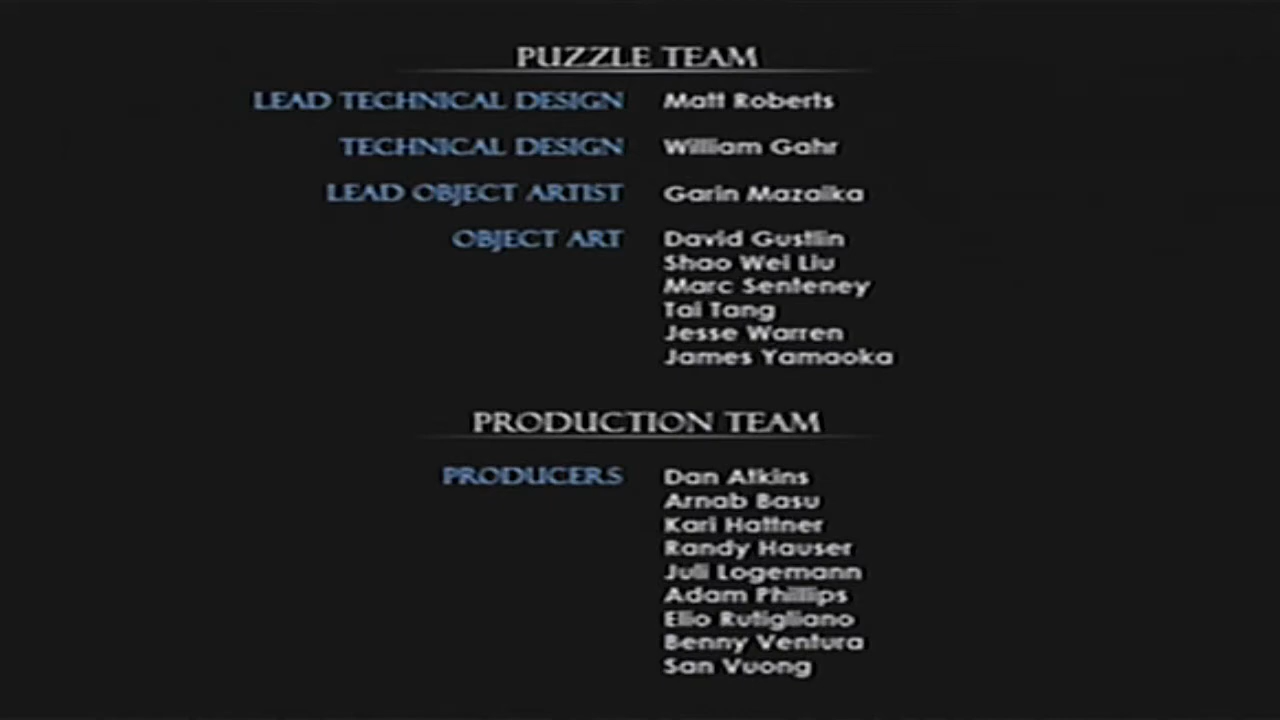 PUZZLE TEAM
LEAD TECHNICAL DESIGN Matt Roberts
TECHNICAL DESIGN William Gahr
LEAD OBJECT ARTIST Garin Mazaika
OBJECT ART David Gustlin
Shao Wei Liu
Marc Senteney
Tai Tang
Jesse Warren
James Yamaoka
PRODUCTION TEAM
PRODUCERS Dan Atkins
Arnab Basu
Kari Hattner
Randy Hauser
Juli Logemann
Adam Phillips
Elio Rutigliano
Benny Ventura
San Vuong